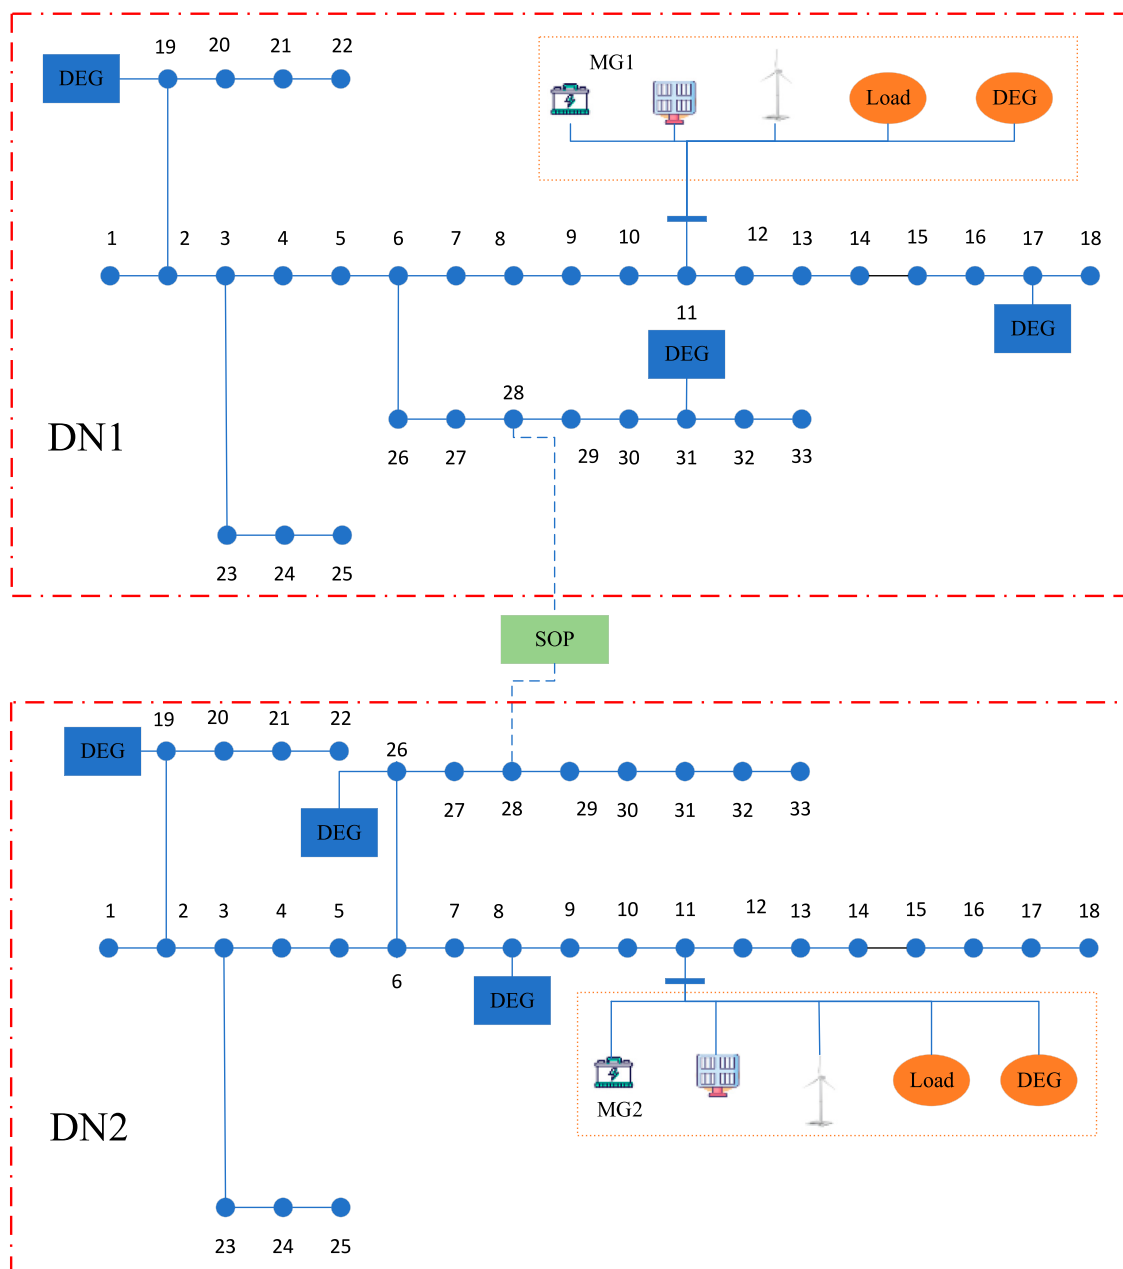 19 20 21 22
DEG
MG1
Load DEG
1 2 3 4 5 6 7 8 9 10 12 13 14 15 16 17 18
11
DEG
DEG
28
DN1
26 27 29 30 31 32 33
23 24 25
SOP
19 20 21 22
DEG
26
27 28 29 30 31 32 33
DEG
1 2 3 4 5 7 8 9 10 11 12 13 14 15 16 17 18
6
DEG
Load DEG
MG2
DN2
23 24 25